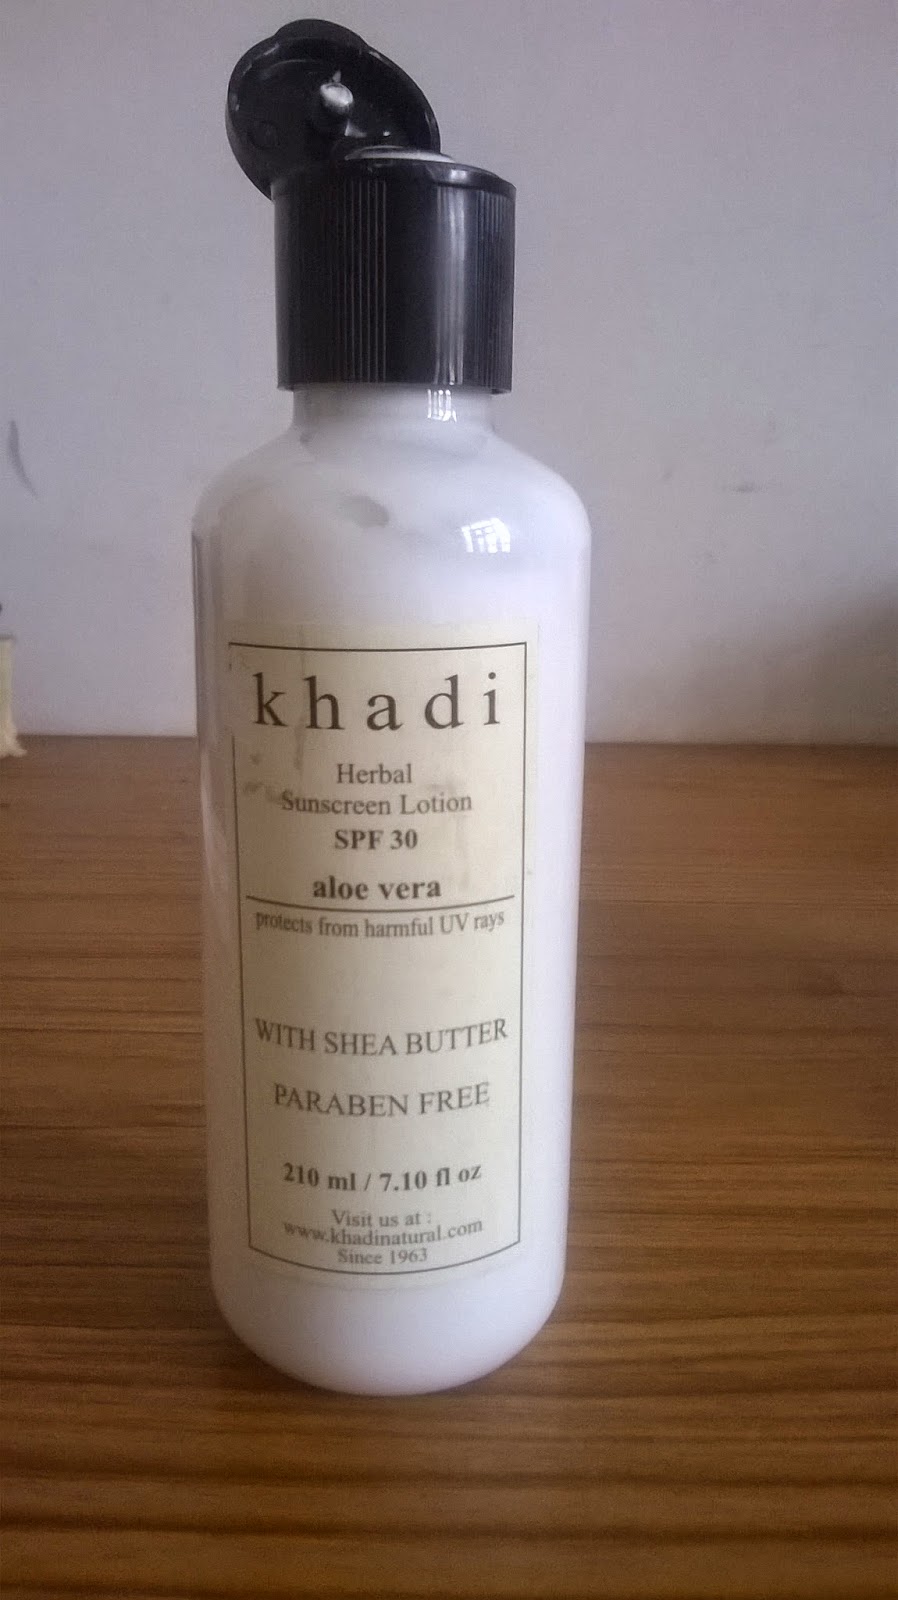 khadi
Herbal
Sunscreen Lotion
SPF 30
aloe vera
protects from harmful UV rays
WITH SHEA BUTTER
PARABEN FREE
210 ml / 7.10 fl oz
Visit us at :
www.khadinatural.com
Since 1963